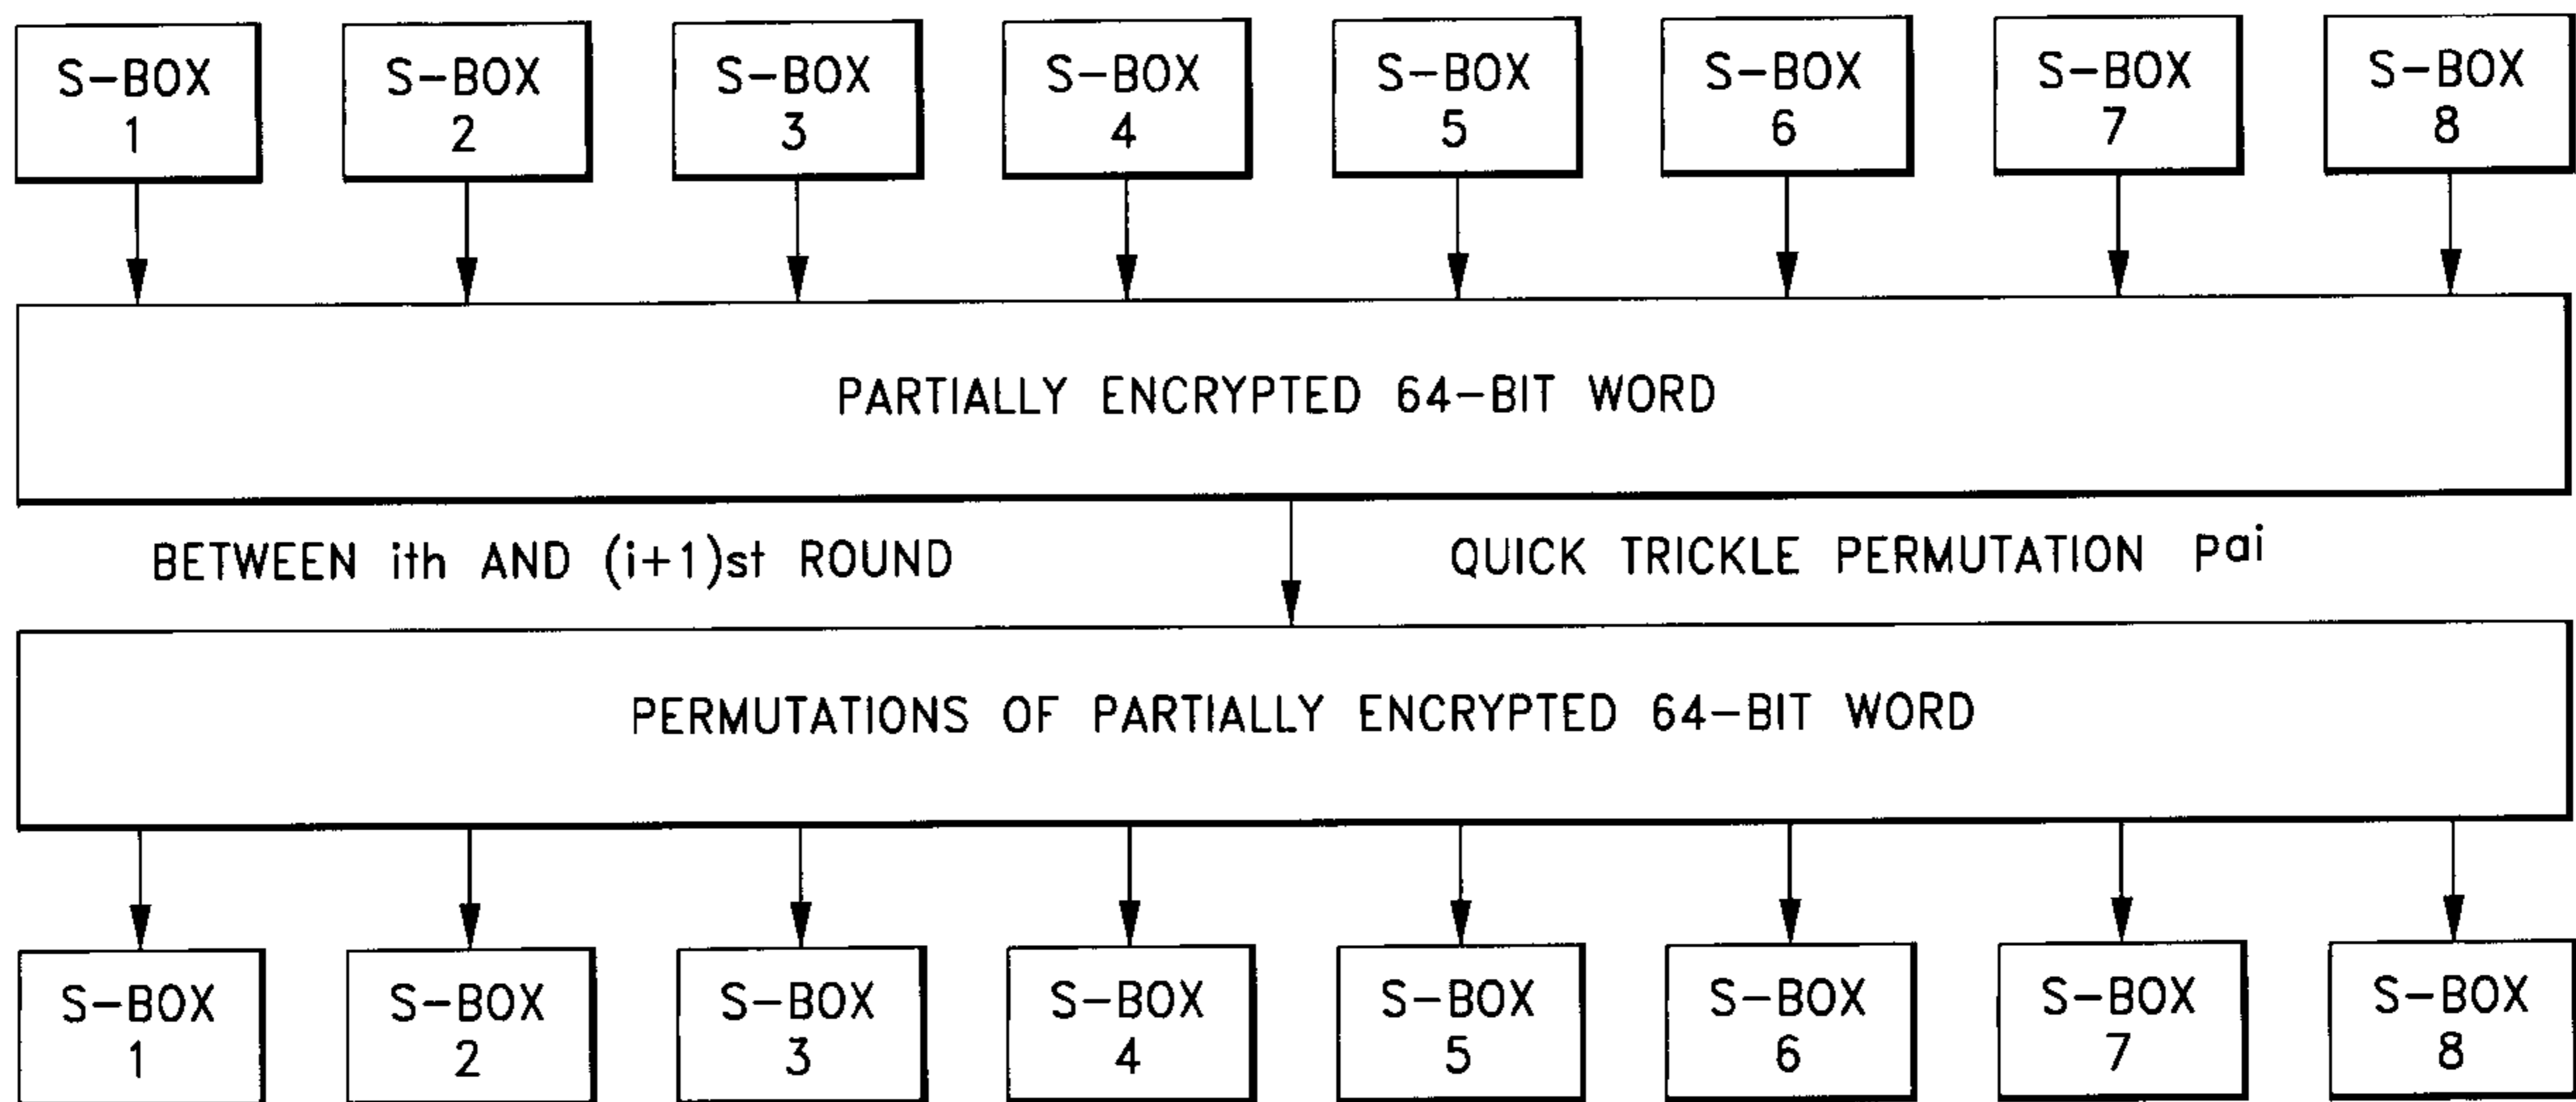 S-BOX
1
S-BOX
2
S-BOX
3
S-BOX
4
S-BOX
5
S-BOX
6
S-BOX
7
S-BOX
8
PARTIALLY ENCRYPTED 64-BIT WORD
BETWEEN ith AND (i+1)st ROUND
QUICK TRICKLE PERMUTATION pai
PERMUTATIONS OF PARTIALLY ENCRYPTED 64-BIT WORD
S-BOX
1
S-BOX
2
S-BOX
3
S-BOX
4
S-BOX
5
S-BOX
6
S-BOX
7
S-BOX
8